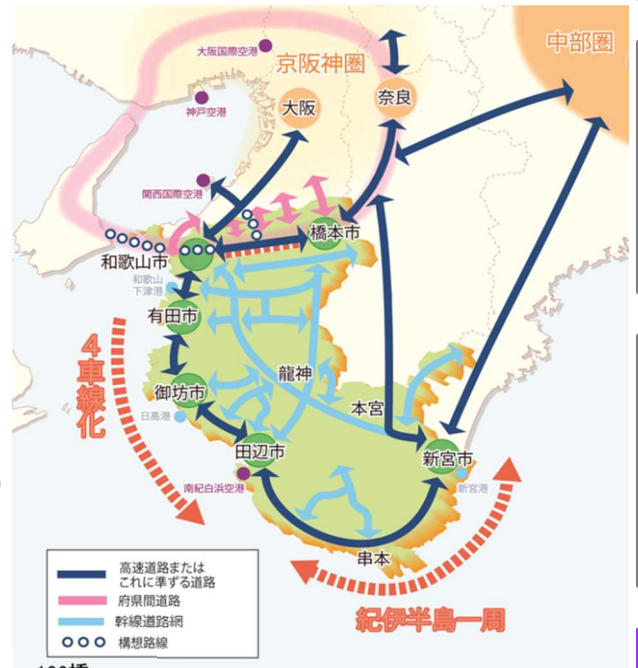 中部圏
大阪国際空港
京阪神圏
大阪
奈良
神戸空港
関西国際空港
橋本市
和歌山市
和歌山
下津港
有田市
4車線化
龍神
御坊市
本宮
日高港
田辺市
新宮市
南紀白浜空港
新宮港
串本
高速道路または
これに準ずる道路
府県間道路
幹線道路網
構想路線
紀伊半島一周